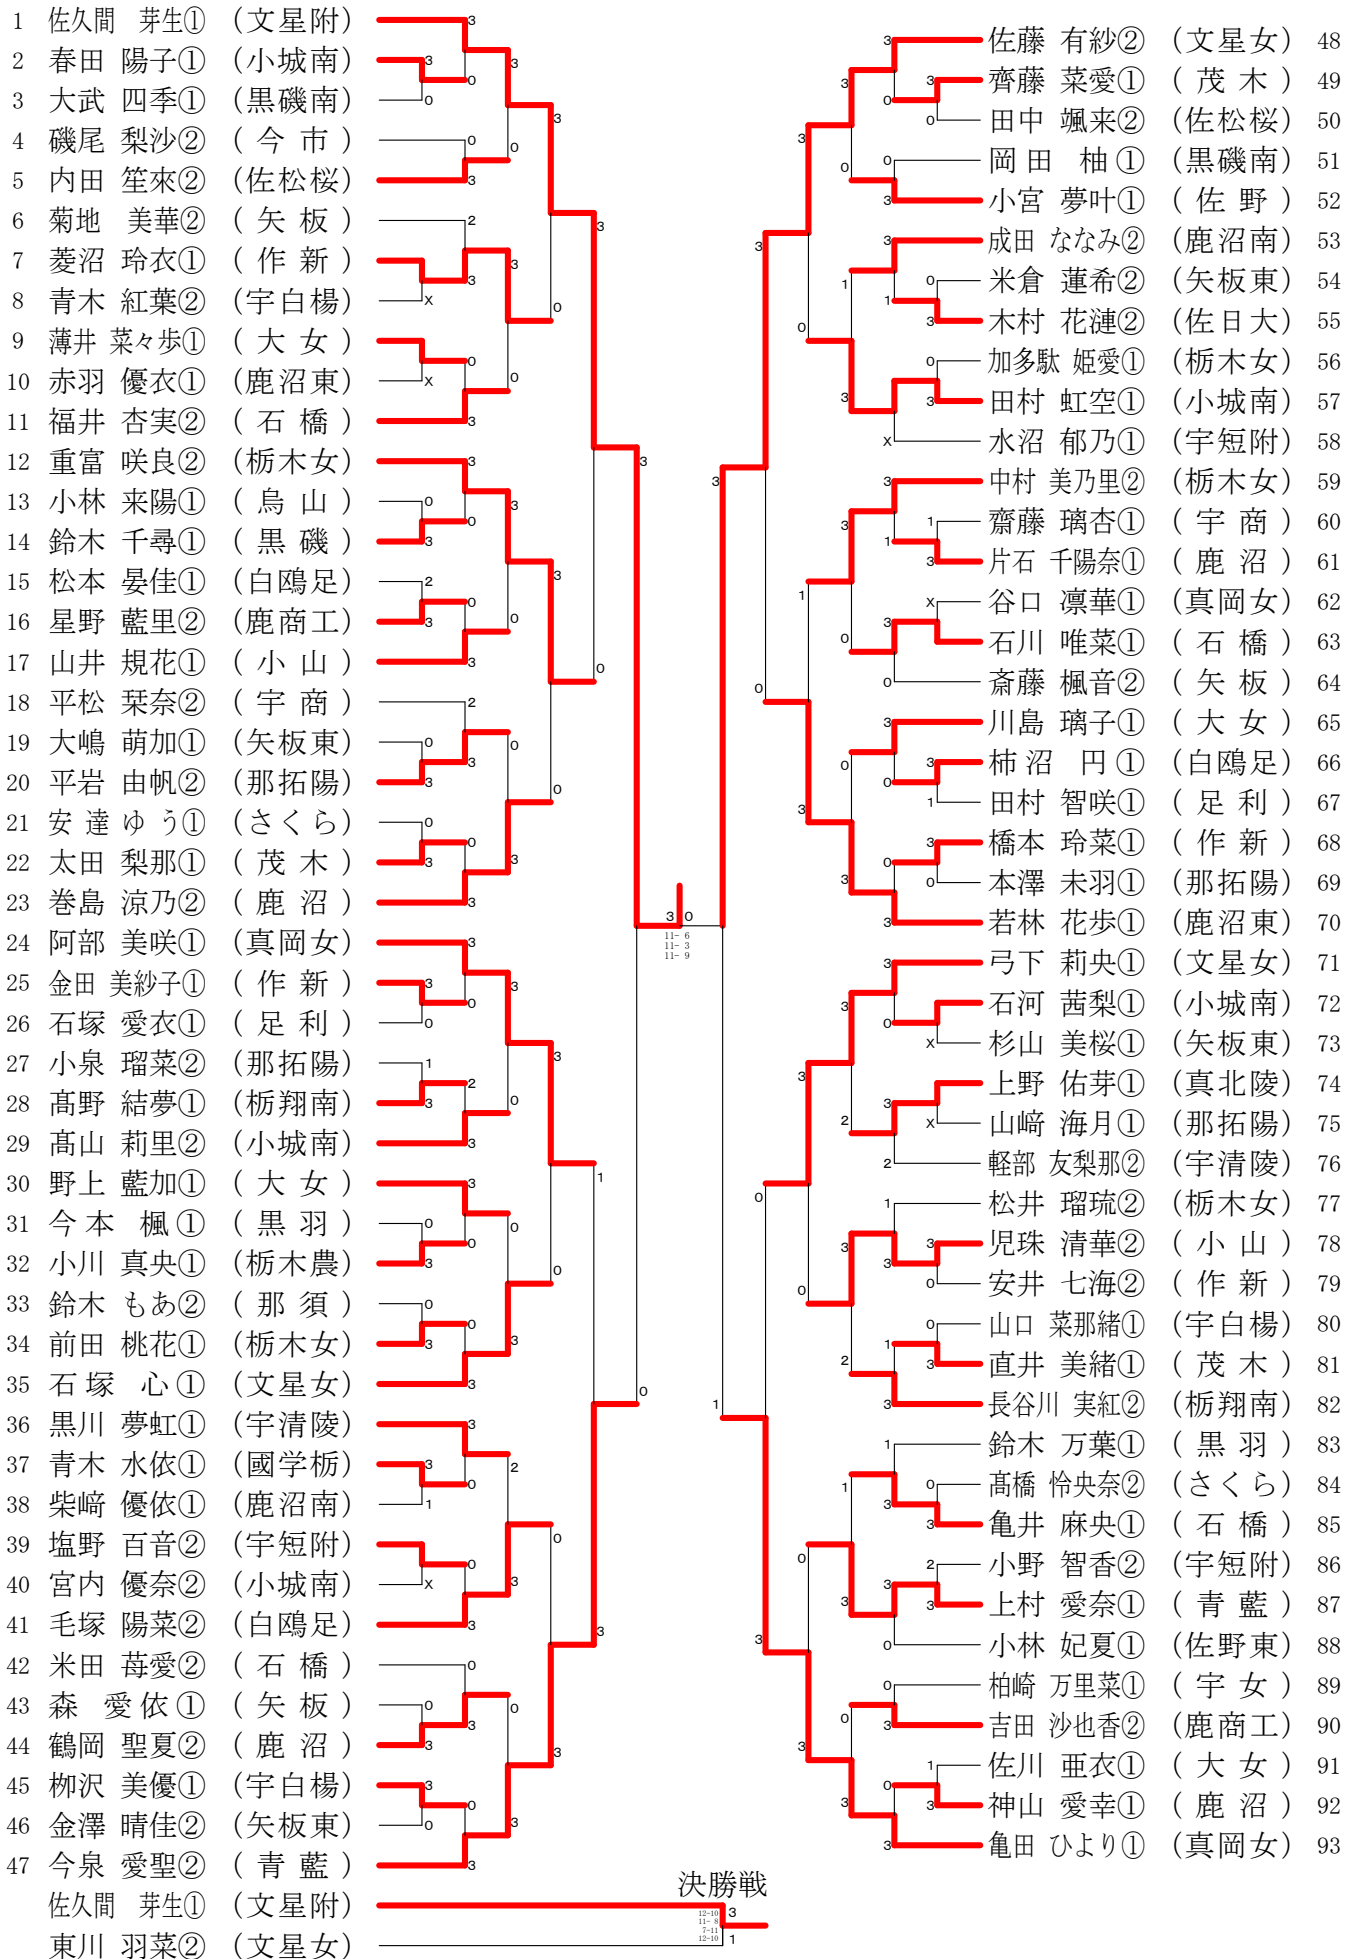 1 佐久間 芽生① (文星附)
2 春田 陽子① (小城南)
3 大武 四季① (黒磯南)
4 磯尾 梨沙② (今市)
5 内田 笙來② (佐松桜)
6 菊地 美華② (矢板)
7 菱沼 玲衣① (作新)
8 青木 紅葉② (宇白楊)
9 薄井 菜々歩① (大女)
10 赤羽 優衣① (鹿沼東)
11 福井 杏実② (石橋)
12 重富 咲良② (栃木女)
13 小林 来陽① (烏山)
14 鈴木 千尋① (黒磯)
15 松本 晏佳① (白鴎足)
16 星野 藍里② (鹿商工)
17 山井 規花① (小山)
18 平松 栞奈② (宇商)
19 大嶋 萌加① (矢板東)
20 平岩 由帆② (那拓陽)
21 安達ゆう① (さくら)
22 太田 梨那① (茂木)
23 巻島 涼乃② (鹿沼)
24 阿部 美咲① (真岡女)
25 金田 美紗子① (作新)
26 石塚 愛衣① (足利)
27 小泉 瑠菜② (那拓陽)
28 髙野 結夢① (栃翔南)
29 髙山 莉里② (小城南)
30 野上 藍加① (大女)
31 今本 楓① (黒羽)
32 小川 真央① (栃木農)
33 鈴木 もあ② (那須)
34 前田 桃花① (栃木女)
35 石塚 心① (文星女)
36 黒川 夢虹① (宇清陵)
37 青木 水依① (國学栃)
38 柴﨑 優依① (鹿沼南)
39 塩野 百音② (宇短附)
40 宮内 優奈② (小城南)
41 毛塚 陽菜② (白鴎足)
42 米田 苺愛② (石橋)
43 森 愛依① (矢板)
44 鶴岡 聖夏② (鹿沼)
45 栁沢 美優① (宇白楊)
46 金澤 晴佳② (矢板東)
47 今泉 愛聖② (青藍)
佐藤 有紗② (文星女) 48
齊藤 菜愛① (茂木) 49
田中 颯来② (佐松桜) 50
岡田 柚① (黒磯南) 51
小宮 夢叶① (佐野) 52
成田 ななみ② (鹿沼南) 53
米倉 蓮希② (矢板東) 54
木村 花漣② (佐日大) 55
加多駄 姫愛① (栃木女) 56
田村 虹空① (小城南) 57
水沼 郁乃① (宇短附) 58
中村 美乃里② (栃木女) 59
齋藤 璃杏① (宇商) 60
片石 千陽奈① (鹿沼) 61
谷口 凛華① (真岡女) 62
石川 唯菜① (石橋) 63
斎藤 楓音② (矢板) 64
川島 璃子① (大女) 65
柿沼 円① (白鴎足) 66
田村 智咲① (足利) 67
橋本 玲菜① (作新) 68
本澤 未羽① (那拓陽) 69
若林 花歩① (鹿沼東) 70
弓下 莉央① (文星女) 71
石河 茜梨① (小城南) 72
杉山 美桜① (矢板東) 73
上野 佑芽① (真北陵) 74
山﨑 海月① (那拓陽) 75
軽部 友梨那② (宇清陵) 76
松井 瑠琉② (栃木女) 77
児珠 清華② (小山) 78
安井 七海② (作新) 79
山口 菜那緒① (宇白楊) 80
直井 美緒① (茂木) 81
長谷川 実紅② (栃翔南) 82
鈴木 万葉① (黒羽) 83
髙橋 怜央奈② (さくら) 84
亀井 麻央① (石橋) 85
小野 智香② (宇短附) 86
上村 愛奈① (青藍) 87
小林 妃夏① (佐野東) 88
柏崎 万里菜① (宇女) 89
吉田 沙也香② (鹿商工) 90
佐川 亜衣① (大女) 91
神山 愛幸① (鹿沼) 92
亀田 ひより① (真岡女) 93
3 0
11- 6
11- 3
11- 9
決勝戦
佐久間 芽生① (文星附)
東川 羽菜② (文星女)
12-10
11- 8
7-11
12-10
3
1